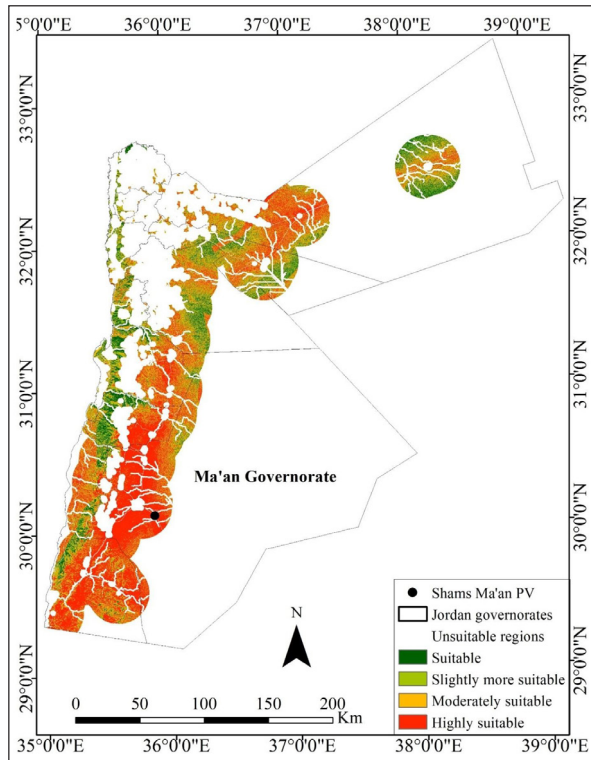 5°0'0"E 36°0'0"E 37°0'0"E 38°0'0"E 39°0'0"E
33°0'0"N 33°0'0"N
32°0'0"N 32°0'0"N
31°0'0"N 31°0'0"N
Ma'an Governorate
30°0'0"N 30°0'0"N
N
Shams Ma'an PV
Jordan governorates
Unsuitable regions
Suitable
29°0'0"N 29°0'0"N
Slightly more suitable
Moderately suitable
Highly suitable
0 50 100 150 200
Km
35°0'0"E 36°0'0"E 37°0'0"E 38°0'0"E 39°0'0"E